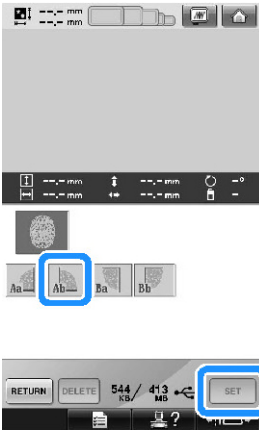 --.- mm
--.- mm
--.- mm --.- mm -°
--.- mm --.- mm -
Aa Ab Ba Bb
RETURN DELETE 544 KB / 413 MB SET
?